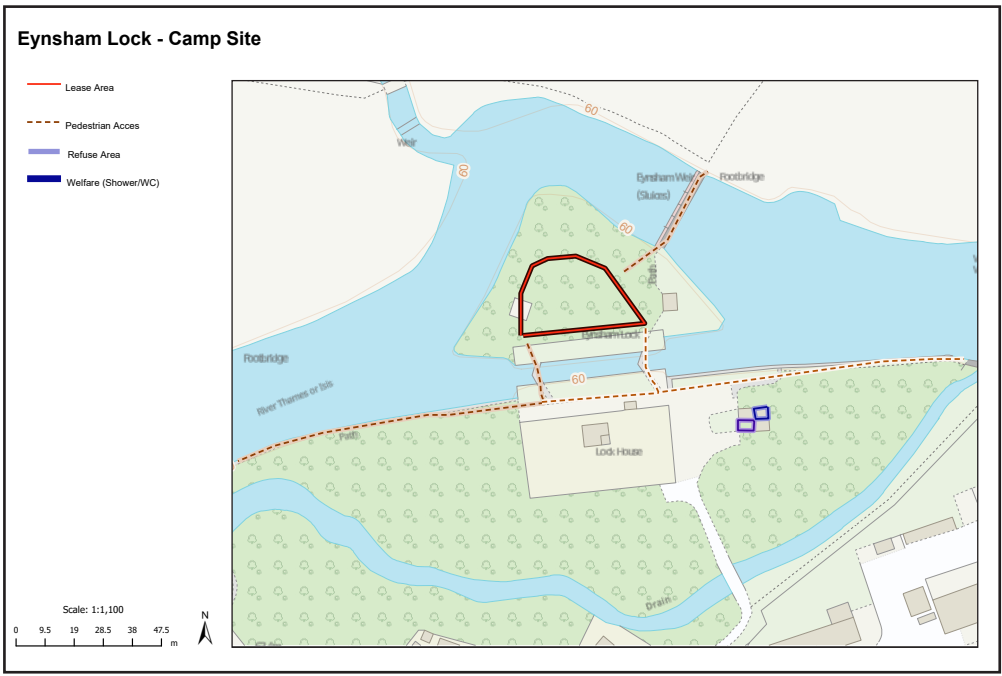 Eynsham Lock - Camp Site
Lease Area
Pedestrian Acces
Refuse Area
Welfare (Shower/WC)
60
Weir
60
Eynsham Weir
(Sluices)
Footbridge
60
Path
Eynsham Lock
Footbridge
60
River Thames or Isis
Path
Lock House
Drain
Scale: 1:1,100
N
0 9.5 19 28.5 38 47.5
m